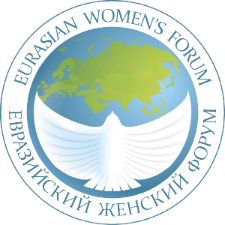 EURASIAN WOMEN'S FORUM
ЕВРАЗИЙСКИЙ ЖЕНСКИЙ ФОРУМ